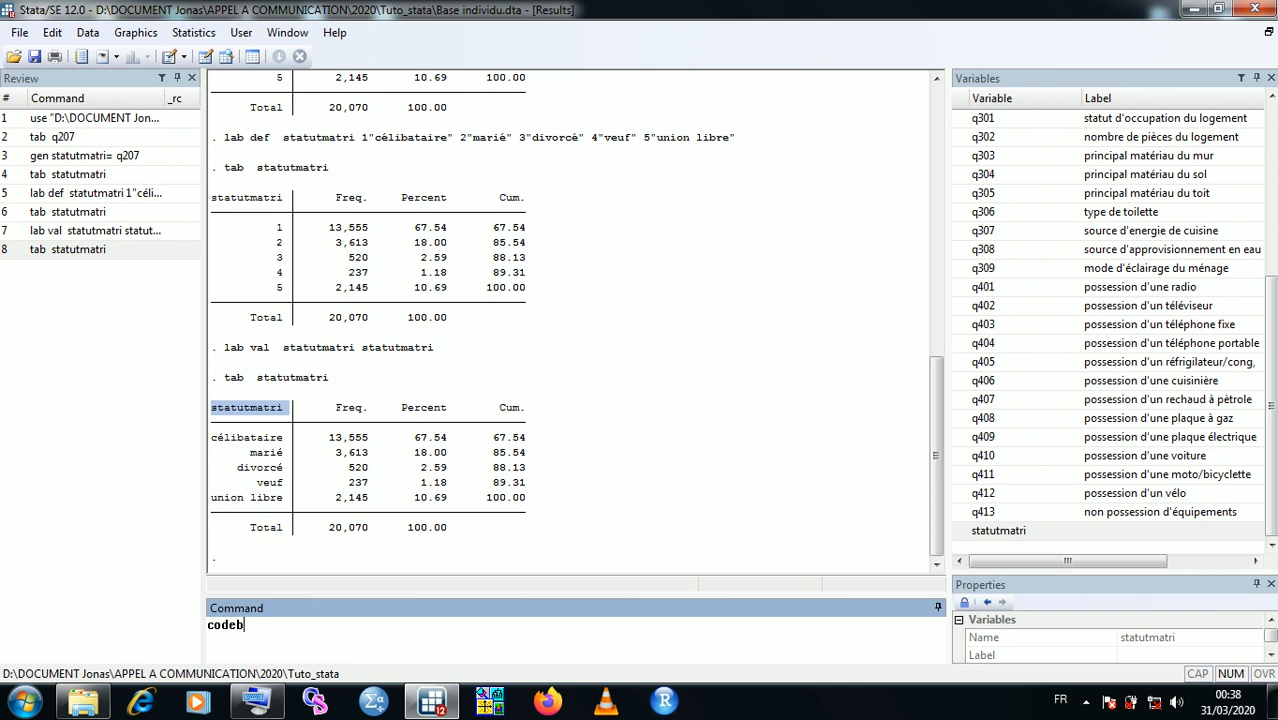 Stata/SE 12.0 - D:\DOCUMENT Jonas\APPEL A COMMUNICATION\2020\Tuto_stata\Base individu.dta - [Results]
File Edit Data Graphics Statistics User Window Help
Review
# Command _rc
1 use "D:\DOCUMENT Jon...
2 tab q207
3 gen statutmatri= q207
4 tab statutmatri
5 lab def statutmatri 1"céli...
6 tab statutmatri
7 lab val statutmatri statut...
8 tab statutmatri
5 2,145 10.69 100.00
Total 20,070 100.00
. lab def statutmatri 1"célibataire" 2"marié" 3"divorcé" 4"veuf" 5"union libre"
. tab statutmatri
statutmatri Freq. Percent Cum.
1 13,555 67.54 67.54
2 3,613 18.00 85.54
3 520 2.59 88.13
4 237 1.18 89.31
5 2,145 10.69 100.00
Total 20,070 100.00
. lab val statutmatri statutmatri
. tab statutmatri
statutmatri Freq. Percent Cum.
célibataire 13,555 67.54 67.54
marié 3,613 18.00 85.54
divorcé 520 2.59 88.13
veuf 237 1.18 89.31
union libre 2,145 10.69 100.00
Total 20,070 100.00
.
Command
codeb
Variables
Variable Label
q301 statut d'occupation du logement
q302 nombre de pièces du logement
q303 principal matériau du mur
q304 principal matériau du sol
q305 principal matériau du toit
q306 type de toilette
q307 source d'energie de cuisine
q308 source d'approvisionnement en eau
q309 mode d'éclairage du ménage
q401 possession d'une radio
q402 possession d'un téléviseur
q403 possession d'un téléphone fixe
q404 possession d'un téléphone portable
q405 possession d'un réfrigilateur/cong,
q406 possession d'une cuisinière
q407 possession d'un rechaud à pètrole
q408 possession d'une plaque à gaz
q409 possession d'une plaque électrique
q410 possession d'une voiture
q411 possession d'une moto/bicyclette
q412 possession d'un vélo
q413 non possession d'équipements
statutmatri
Properties
Variables
Name statutmatri
Label
D:\DOCUMENT Jonas\APPEL A COMMUNICATION\2020\Tuto_stata
CAP NUM OVR
12
R
FR
00:38
31/03/2020